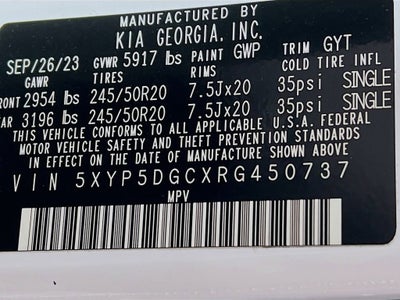 MANUFACTURED BY
KIA GEORGIA, INC.
SEP/26/23 GVWR 5917 lbs PAINT GWP TRIM GYT
GAWR TIRES RIMS COLD TIRE INFL
FRONT 2954 lbs 245/50R20 7.5Jx20 35psi SINGLE
REAR 3196 lbs 245/50R20 7.5Jx20 35psi SINGLE
THIS VEHICLE CONFORMS TO ALL APPLICABLE U.S.A. FEDERAL
MOTOR VEHICLE SAFETY AND THEFT PREVENTION STANDARDS
IN EFFECT ON THE DATE OF MANUFACTURE SHOWN ABOVE
VIN 5XYP5DGCXRG450737
MPV